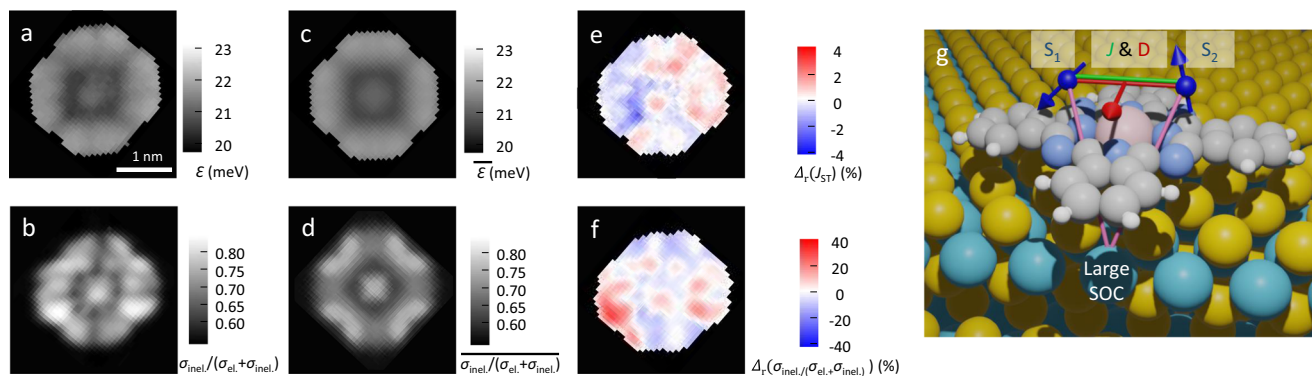 a
23
22
21
20
1 nm
ℰ (meV)
c
23
22
21
20
ℰ̅ (meV)
e
4
2
0
-2
-4
Δr(JST) (%)
b
0.80
0.75
0.70
0.65
0.60
σinel./(σel.+σinel.)
d
0.80
0.75
0.70
0.65
0.60
σinel./(σel.+σinel.)
f
40
20
0
-20
-40
Δr(σinel./(σel.+σinel.)) (%)
g
S1 J & D S2
Large
SOC